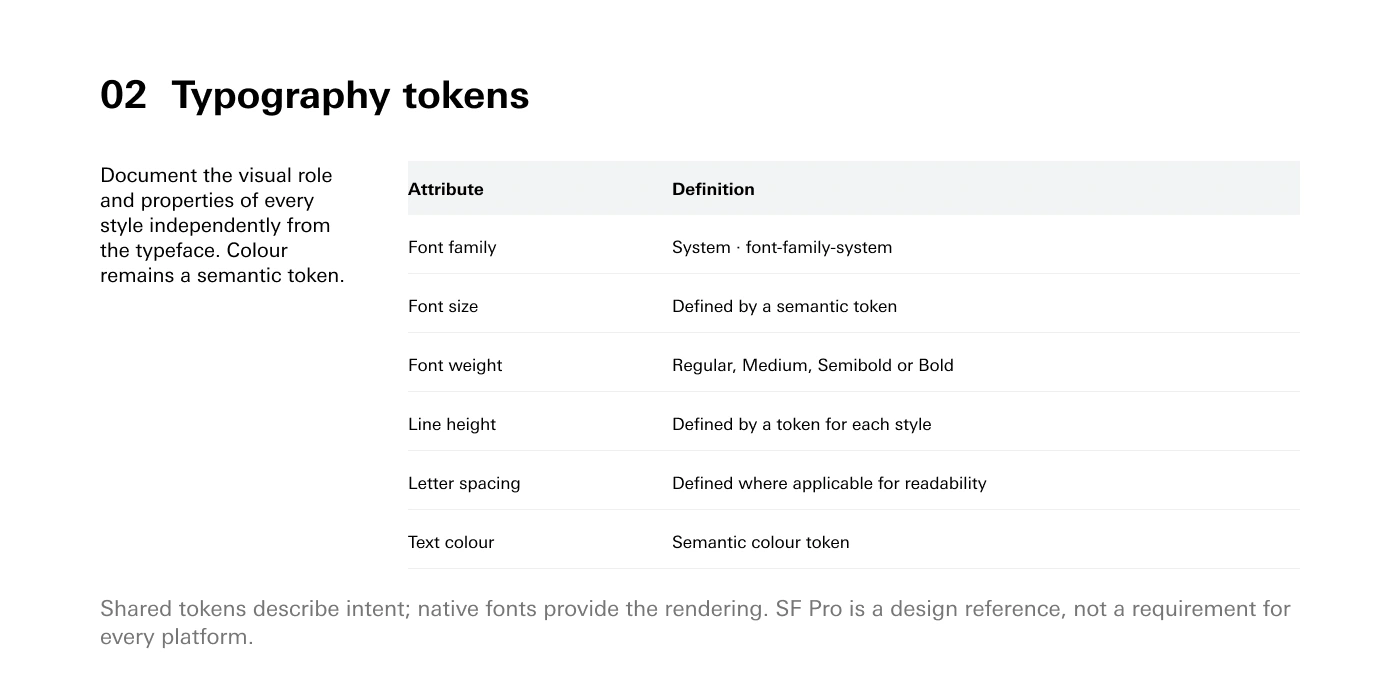 02 Typography tokens
Document the visual role
and properties of every
style independently from
the typeface. Colour
remains a semantic token.
Attribute Definition
Font family System · font-family-system
Font size Defined by a semantic token
Font weight Regular, Medium, Semibold or Bold
Line height Defined by a token for each style
Letter spacing Defined where applicable for readability
Text colour Semantic colour token
Shared tokens describe intent; native fonts provide the rendering. SF Pro is a design reference, not a requirement for
every platform.